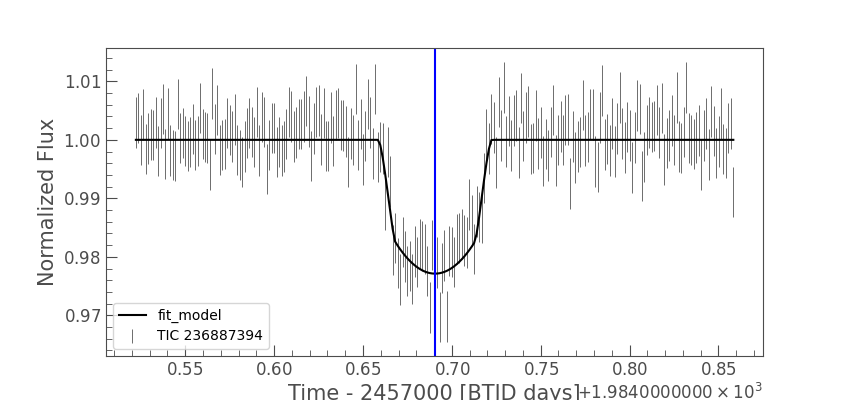 Normalized Flux
1.01
1.00
0.99
0.98
0.97
fit_model
TIC 236887394
0.55 0.60 0.65 0.70 0.75 0.80 0.85
Time - 2457000 [BTJD days]
+1.9840000000 × 10³